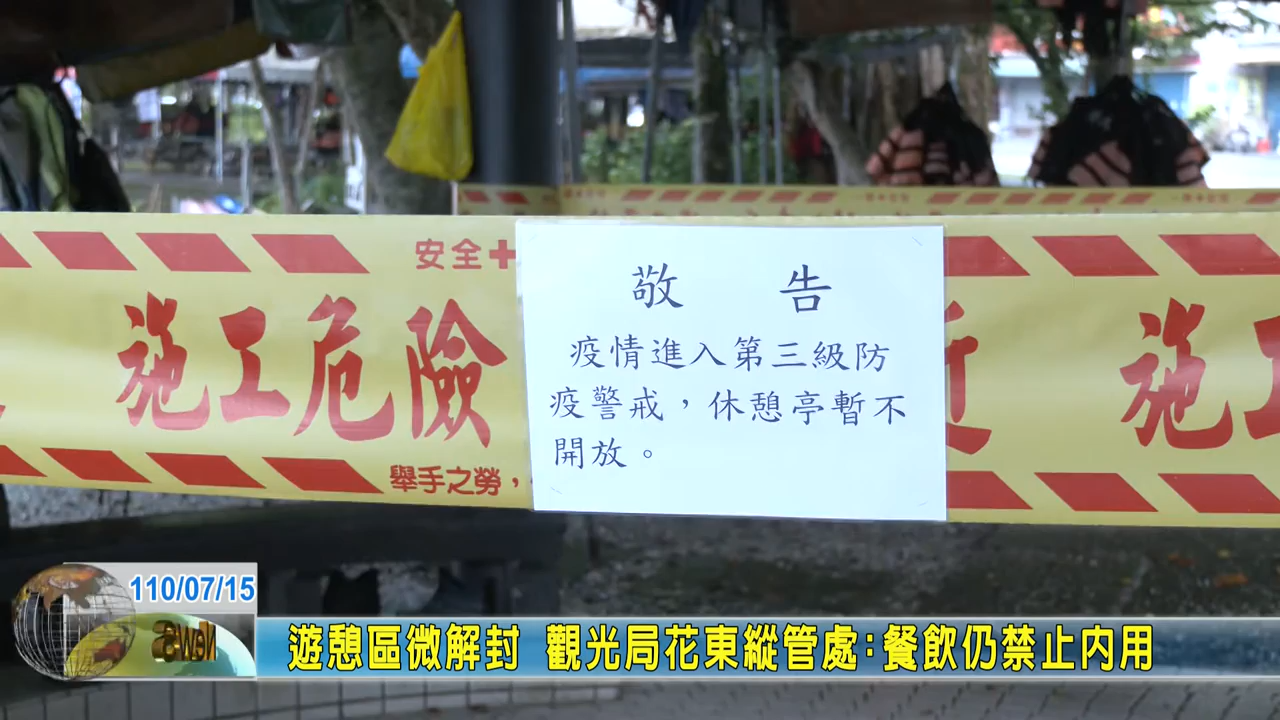 安全
施工危險
近
施工
舉手之勞，
敬 告
疫情進入第三級防
疫警戒，休憩亭暫不
開放。
110/07/15
News
遊憩區微解封 觀光局花東縱管處:餐飲仍禁止內用